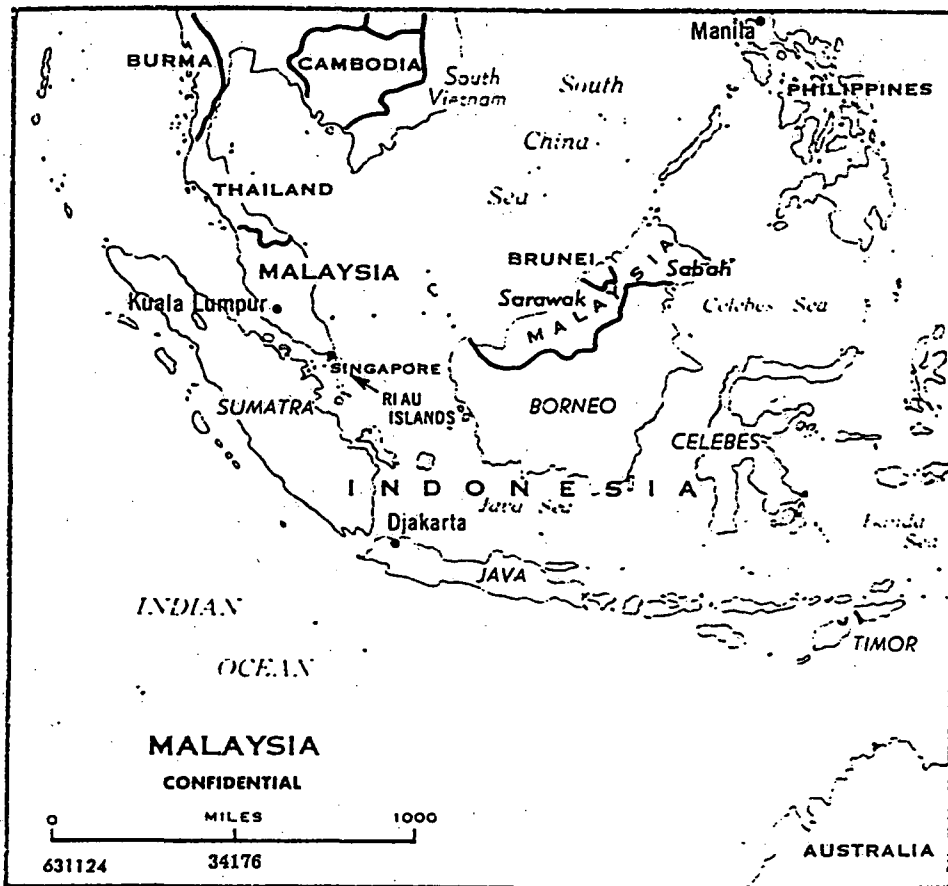 Manila
BURMA
CAMBODIA
South
Vietnam
South
China
Sea
PHILIPPINES
THAILAND
MALAYSIA
BRUNEI
Sabah
Sarawak
MALAYSIA
Kuala Lumpur
Celebes Sea
SINGAPORE
RIAU
ISLANDS
SUMATRA
BORNEO
CELEBES
INDONESIA
Java Sea
Banda
Sea
Djakarta
JAVA
INDIAN
OCEAN
TIMOR
MALAYSIA
CONFIDENTIAL
MILES
0 1000
631124 34176
AUSTRALIA